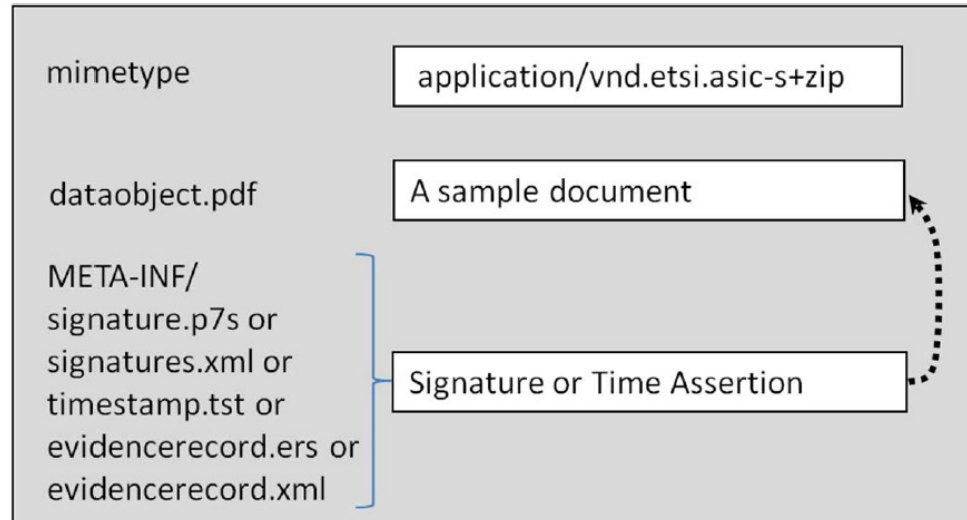 mimetype
application/vnd.etsi.asic-s+zip
dataobject.pdf
A sample document
META-INF/
signature.p7s or
signatures.xml or
timestamp.tst or
evidencerecord.ers or
evidencerecord.xml
Signature or Time Assertion